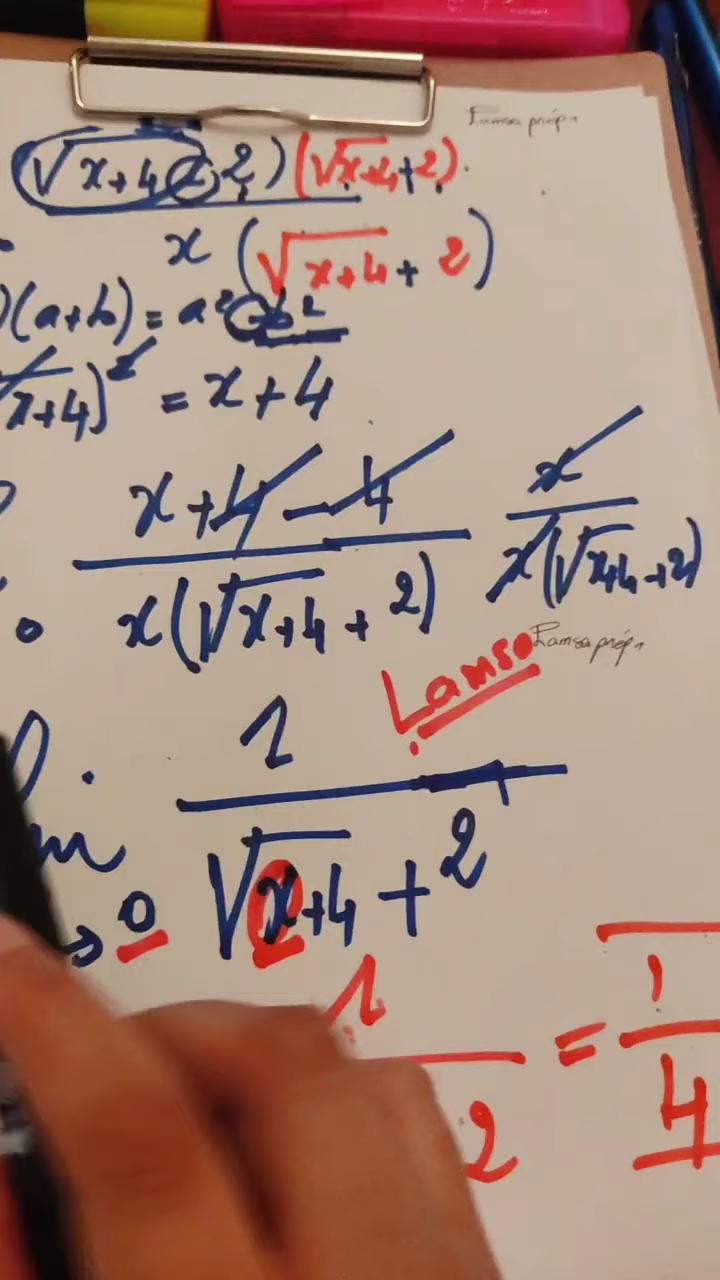 Lamsa prépa
(√x+4 - 2)(√x+4 + 2)
x (√x+4 + 2)
)(a+b) = a² - b²
√x+4)² = x+4
x+4-4 x
x(√x+4 + 2) x(√x+4 + 2)
0
Lamsa prépa
Lamsa
1
lim
→ 0 √x+4 + 2
1 = 1
2 4